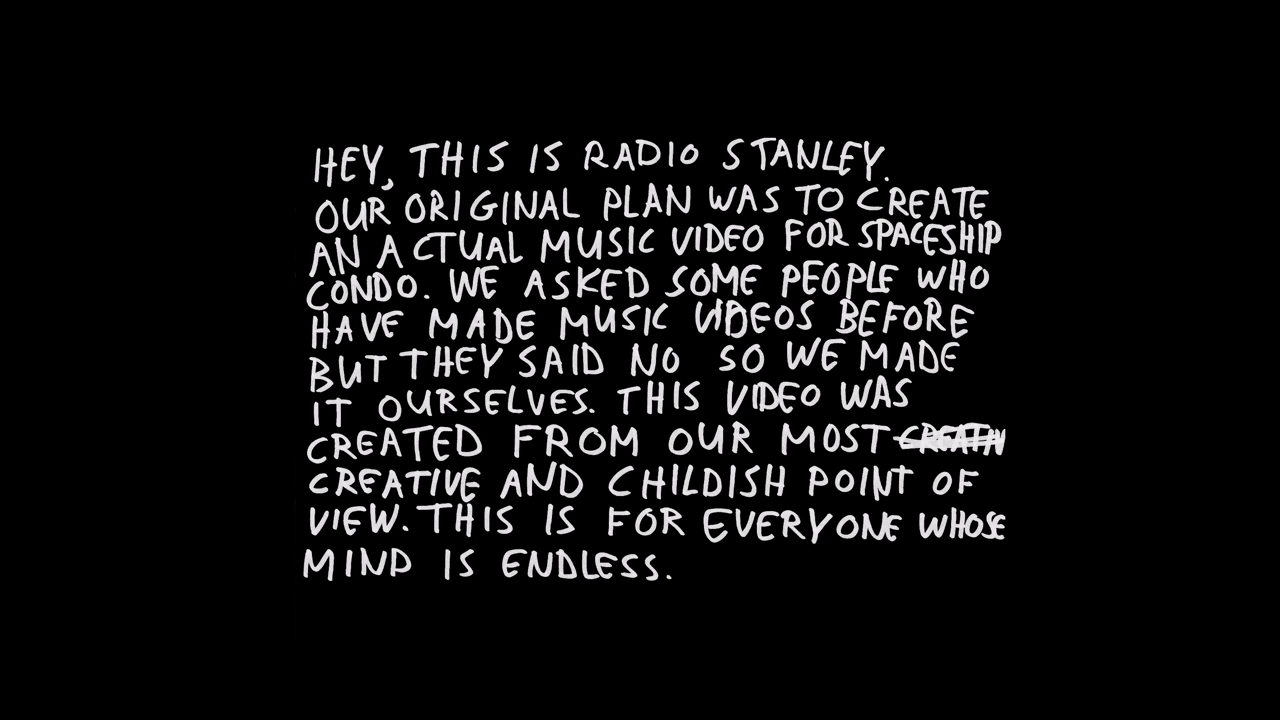 HEY, THIS IS RADIO STANLEY.
OUR ORIGINAL PLAN WAS TO CREATE
AN ACTUAL MUSIC VIDEO FOR SPACESHIP
CONDO. WE ASKED SOME PEOPLE WHO
HAVE MADE MUSIC VIDEOS BEFORE
BUT THEY SAID NO SO WE MADE
IT OURSELVES. THIS VIDEO WAS
CREATED FROM OUR MOST CREATIV
CREATIVE AND CHILDISH POINT OF
VIEW. THIS IS FOR EVERYONE WHOSE
MIND IS ENDLESS.